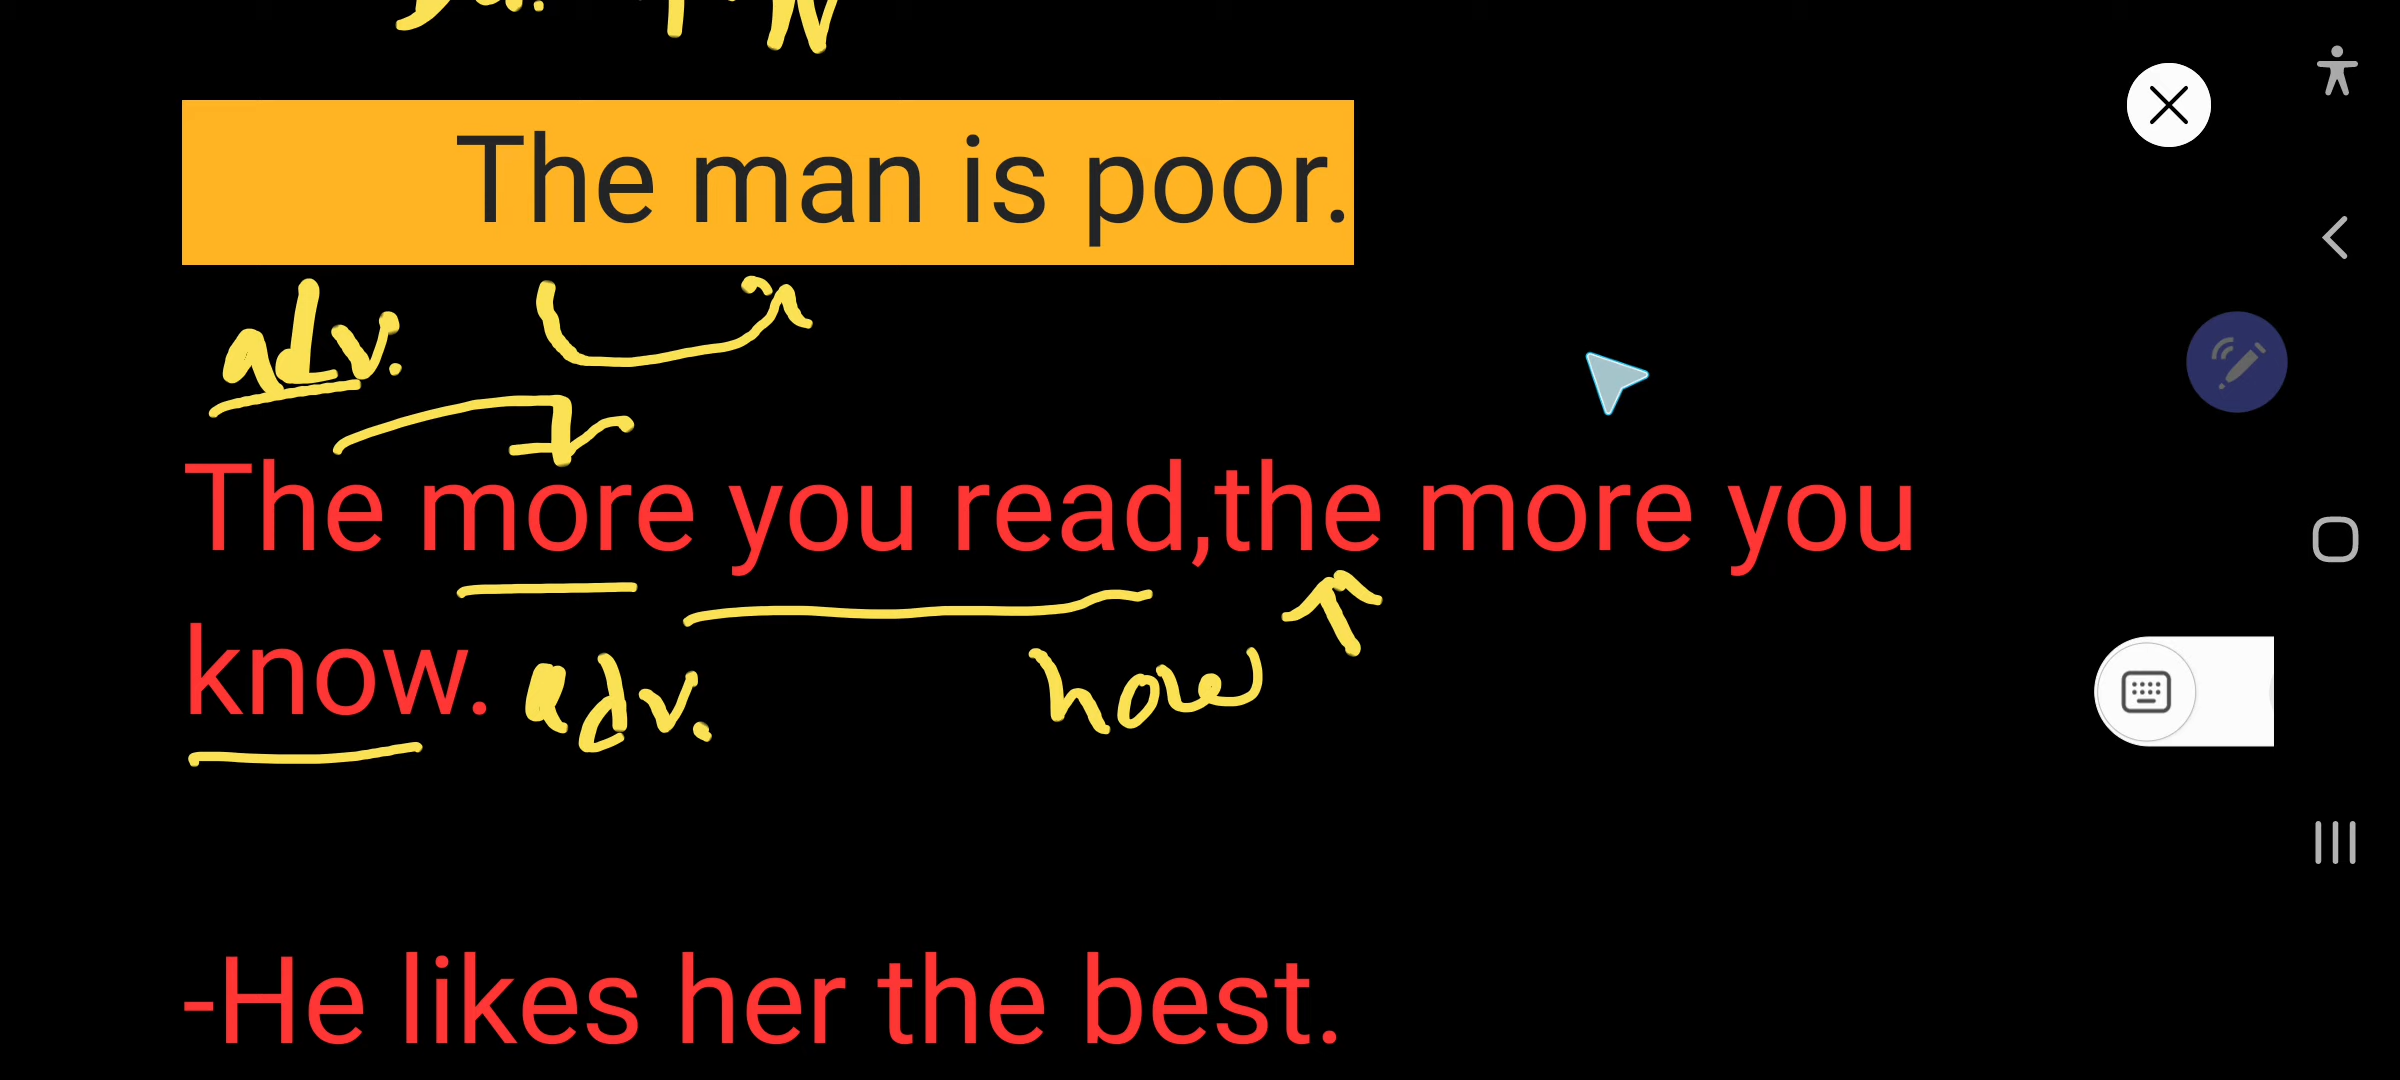 The man is poor.
adv.
The more you read,the more you
know. adv. how
-He likes her the best.